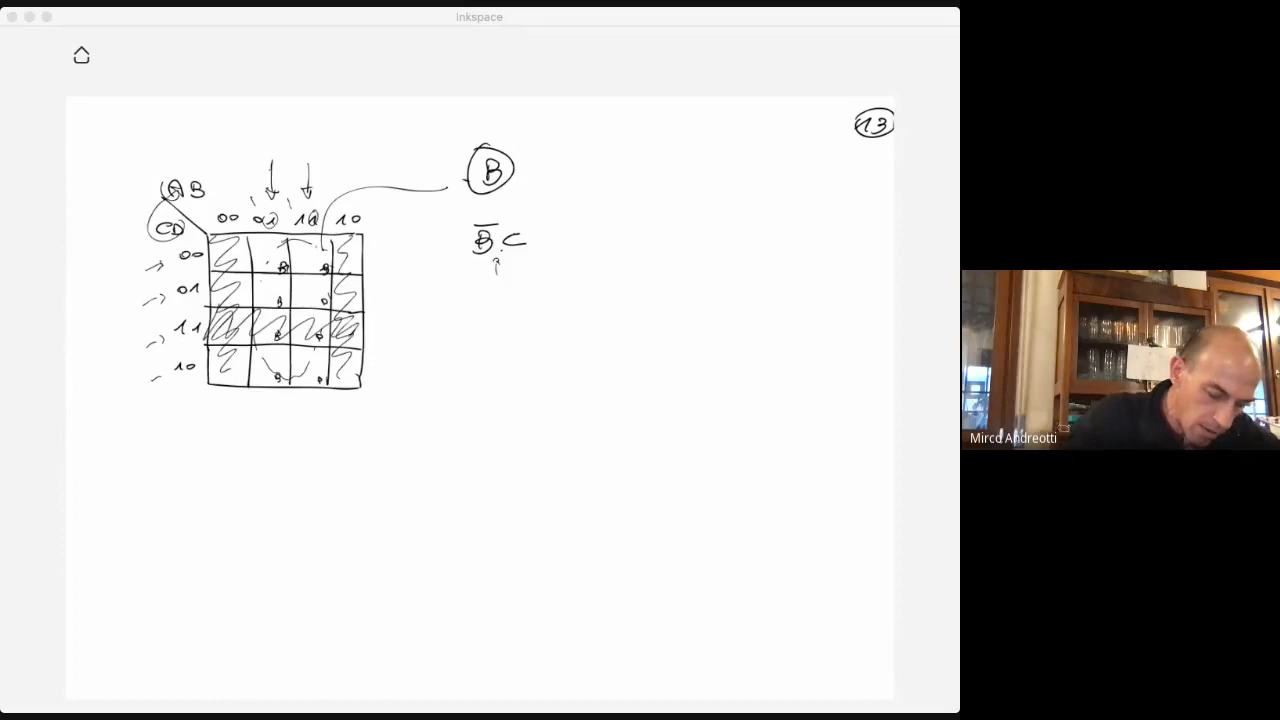 Inkspace
13
B
AB
CD
00 01 11 10
B̅.C
00
B B
01
B
11
B
10
B
Mirco Andreotti